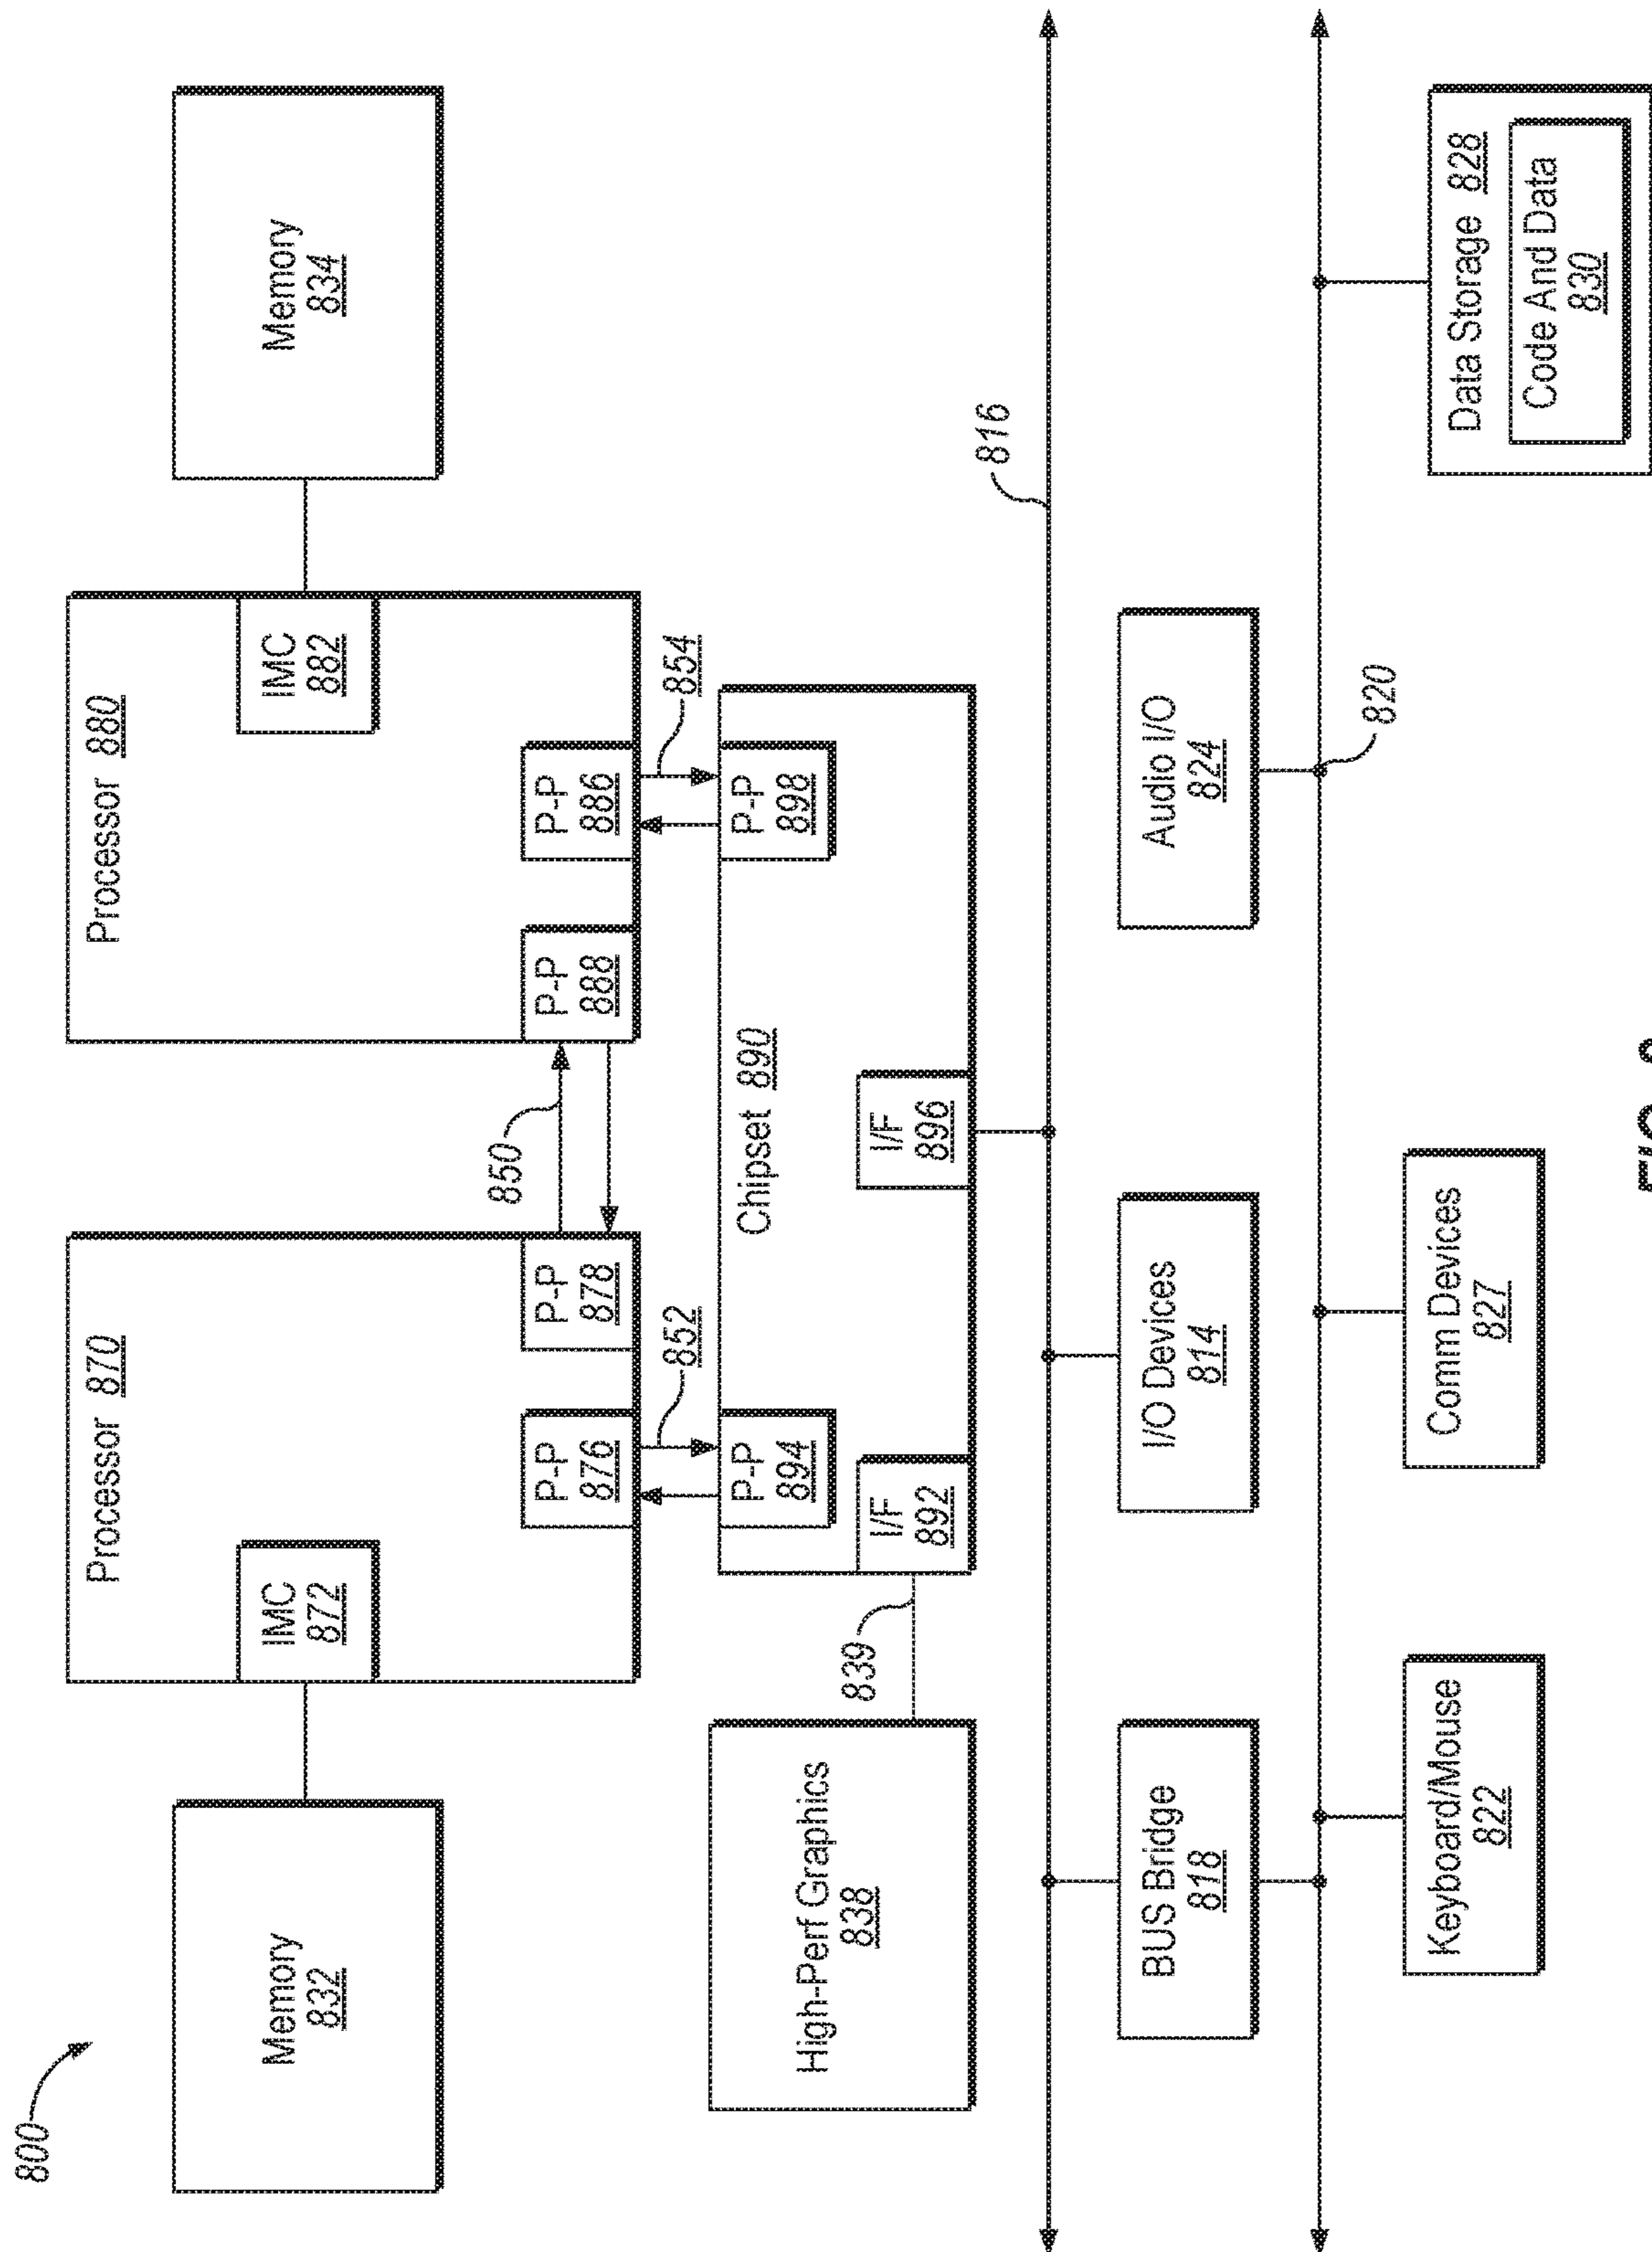 800
Memory
832
Processor 870
IMC
872
P-P
876
P-P
878
850
Processor 880
IMC
882
P-P
888
P-P
886
Memory
834
852
854
High-Perf Graphics
838
839
Chipset 890
P-P
894
P-P
898
I/F
892
I/F
896
816
BUS Bridge
818
I/O Devices
814
Audio I/O
824
820
Keyboard/Mouse
822
Comm Devices
827
Data Storage 828
Code And Data
830